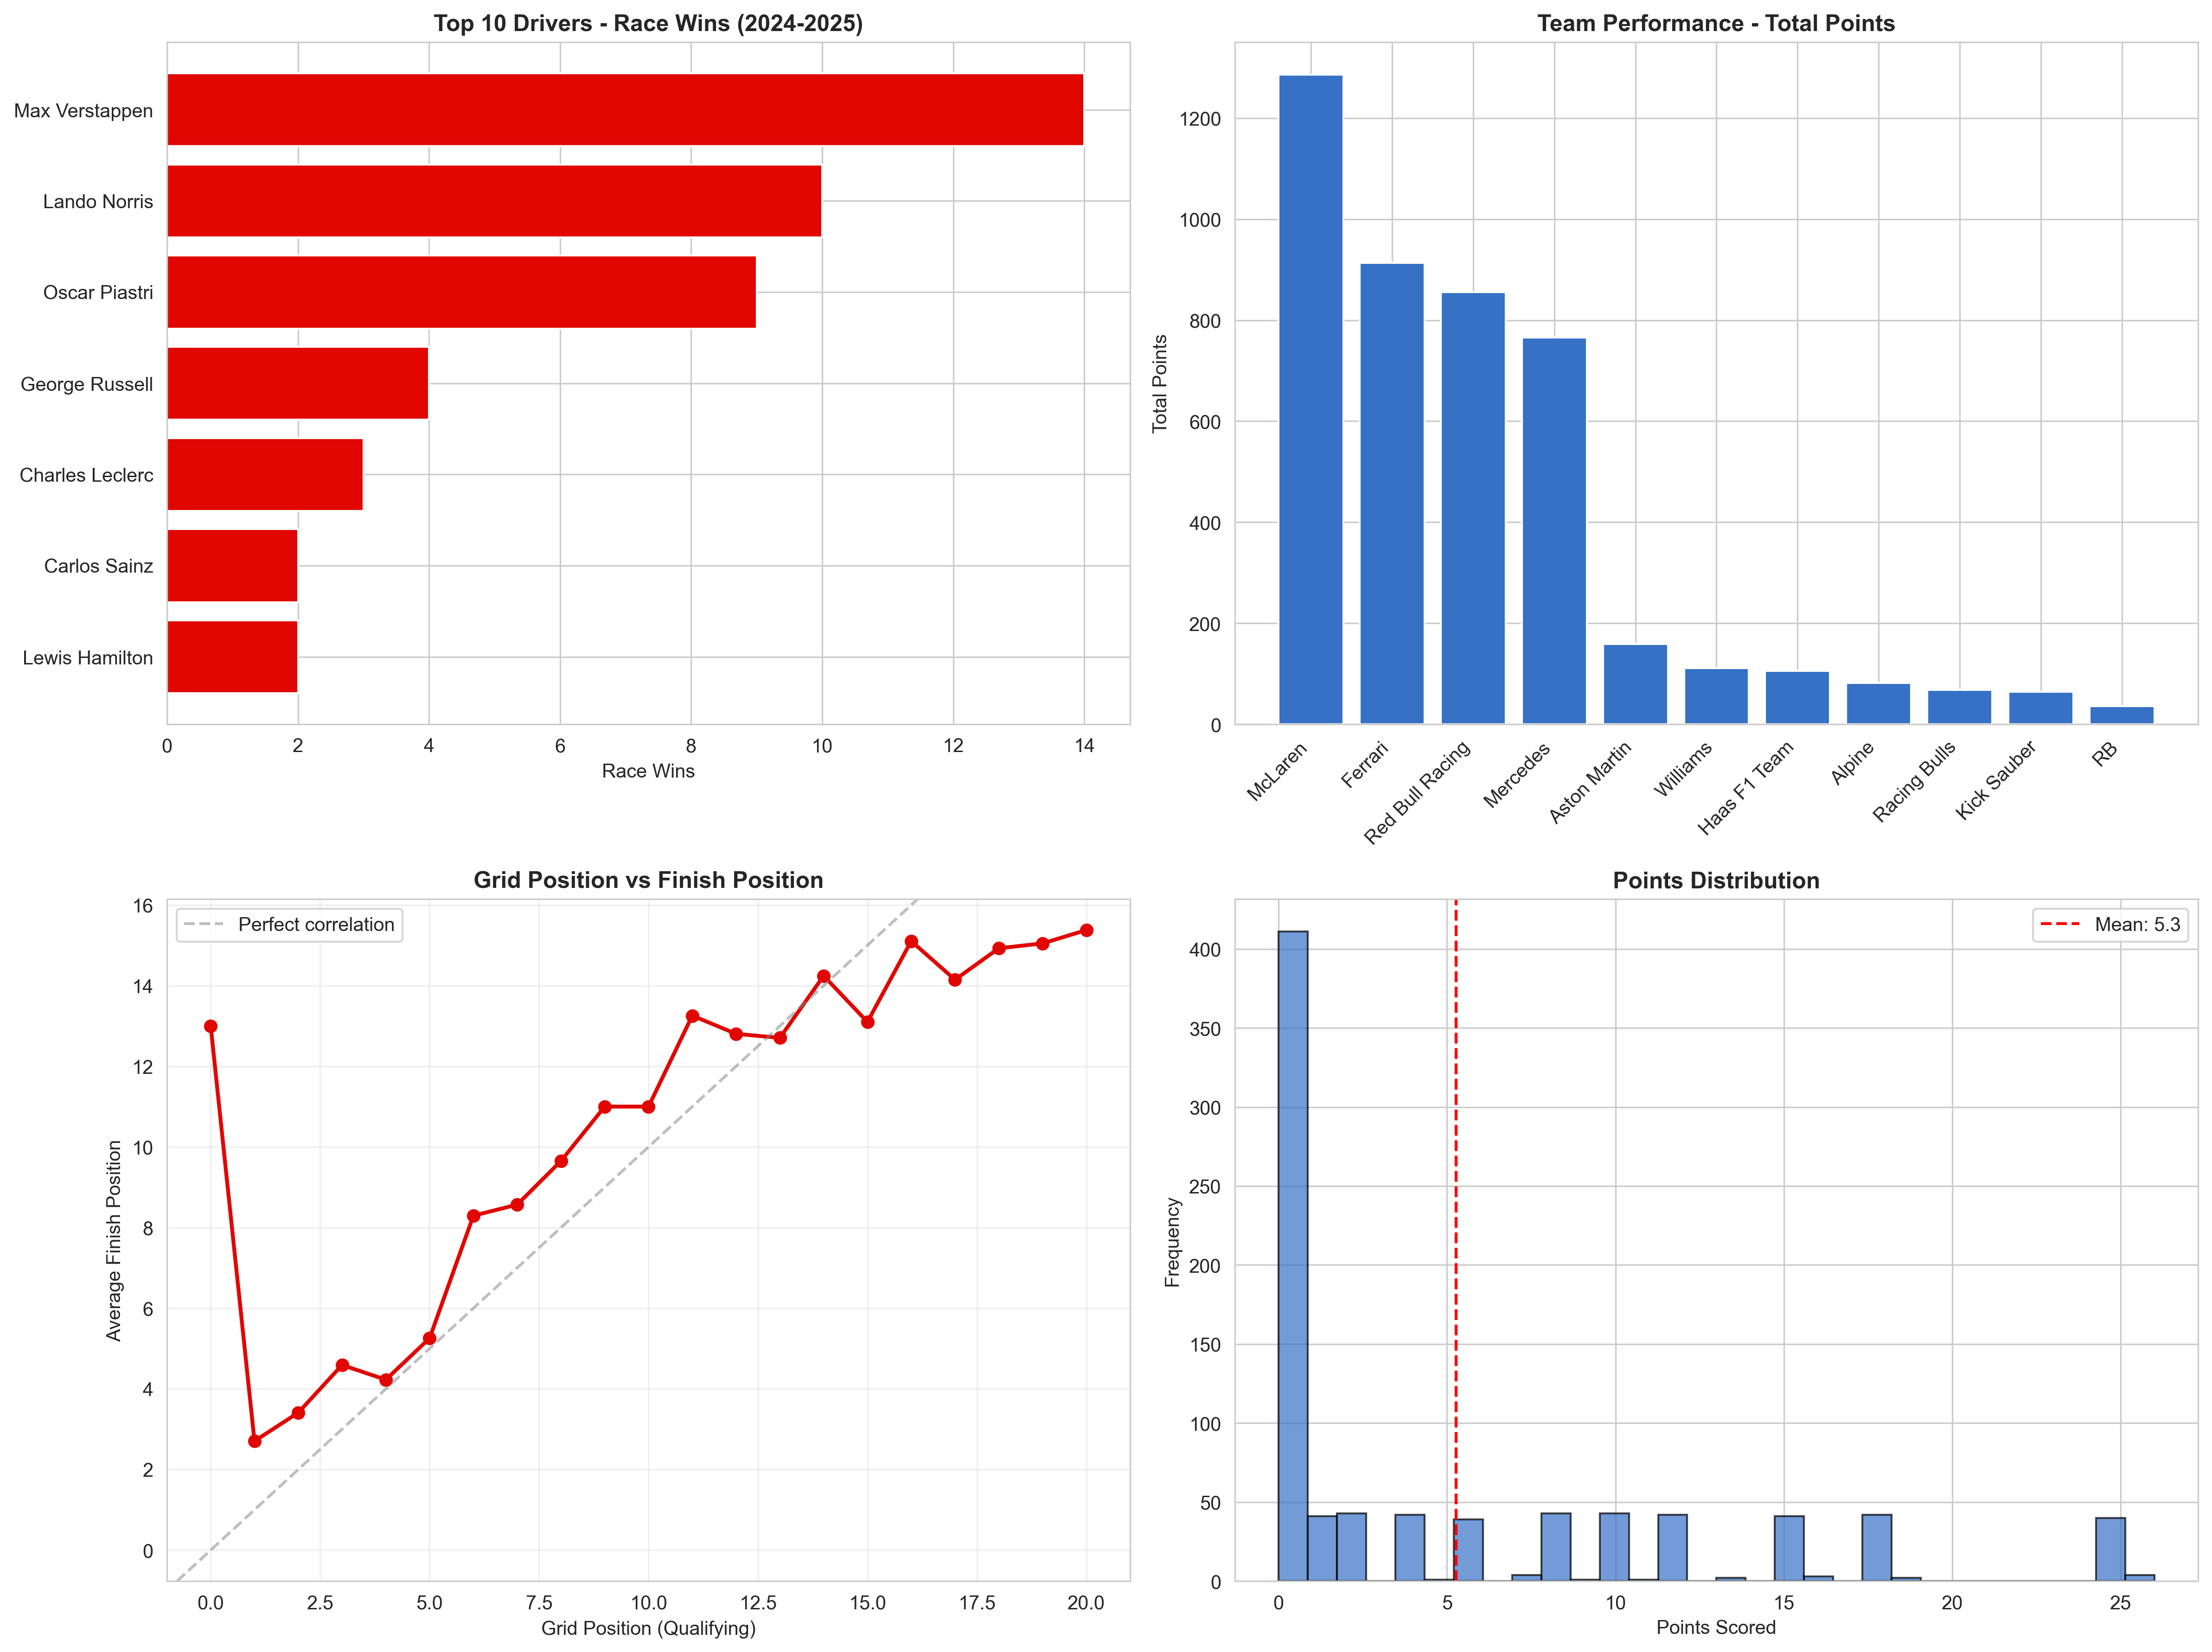 Top 10 Drivers - Race Wins (2024-2025)
Max Verstappen
Lando Norris
Oscar Piastri
George Russell
Charles Leclerc
Carlos Sainz
Lewis Hamilton
0 2 4 6 8 10 12 14
Race Wins
Team Performance - Total Points
Total Points
1200
1000
800
600
400
200
0
McLaren
Ferrari
Red Bull Racing
Mercedes
Aston Martin
Williams
Haas F1 Team
Alpine
Racing Bulls
Kick Sauber
RB
Grid Position vs Finish Position
Perfect correlation
Average Finish Position
16
14
12
10
8
6
4
2
0
0.0 2.5 5.0 7.5 10.0 12.5 15.0 17.5 20.0
Grid Position (Qualifying)
Points Distribution
Mean: 5.3
Frequency
400
350
300
250
200
150
100
50
0
0 5 10 15 20 25
Points Scored